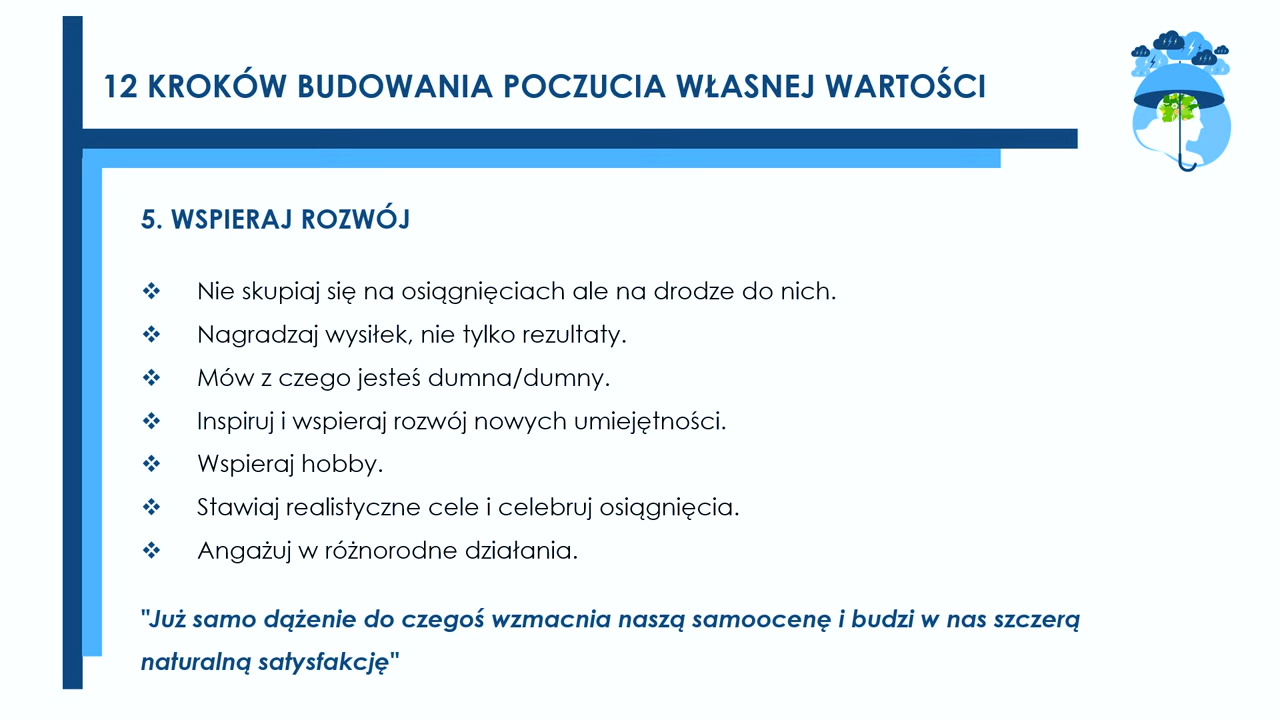 12 KROKÓW BUDOWANIA POCZUCIA WŁASNEJ WARTOŚCI
5. WSPIERAJ ROZWÓJ
❖ Nie skupiaj się na osiągnięciach ale na drodze do nich.
❖ Nagradzaj wysiłek, nie tylko rezultaty.
❖ Mów z czego jesteś dumna/dumny.
❖ Inspiruj i wspieraj rozwój nowych umiejętności.
❖ Wspieraj hobby.
❖ Stawiaj realistyczne cele i celebruj osiągnięcia.
❖ Angażuj w różnorodne działania.
"Już samo dążenie do czegoś wzmacnia naszą samoocenę i budzi w nas szczerą
naturalną satysfakcję"